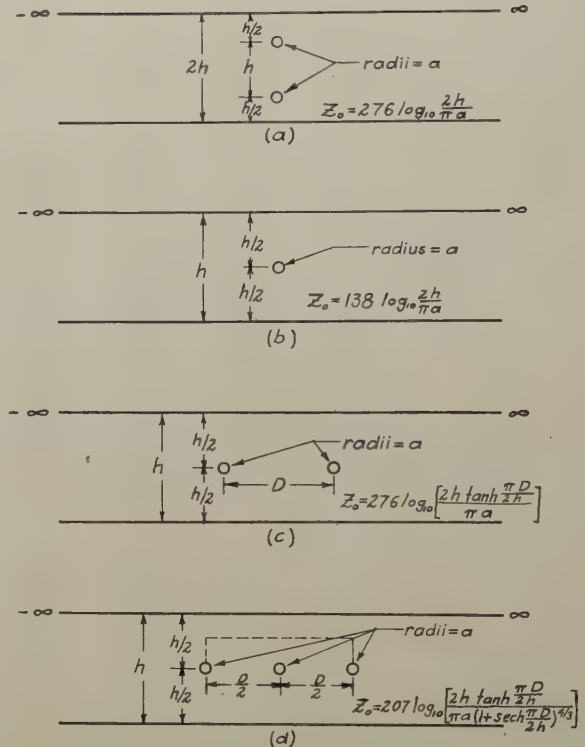 -∞ ∞
h/2
2h h radii=a
h/2 Z₀=276 log₁₀ 2h/πa
(a)
-∞ ∞
h/2
h radius=a
h/2 Z₀=138 log₁₀ 2h/πa
(b)
-∞ ∞
h/2 radii=a
h D
h/2 Z₀=276 log₁₀[2h tanh πD/2h / πa]
(c)
-∞ ∞
h/2 radii=a
h D/2 D/2
h/2 Z₀=207 log₁₀[2h tanh πD/2h / πa(1+sech πD/2h)^4/3]
(d)